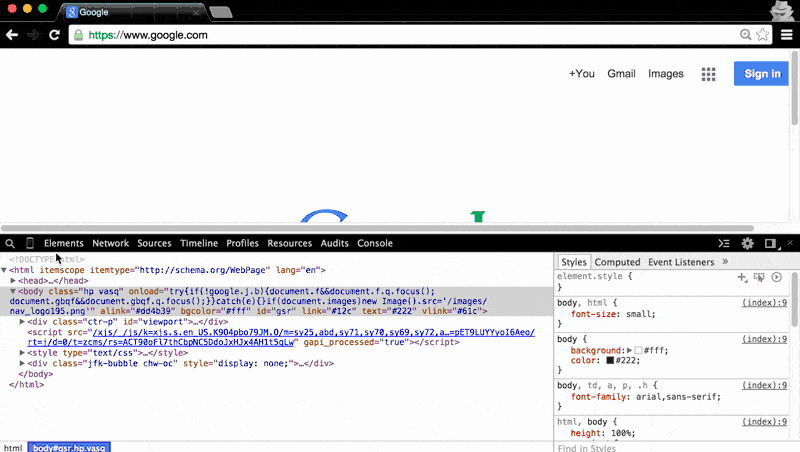 Google
https://www.google.com
+You Gmail Images Sign in
Elements Network Sources Timeline Profiles Resources Audits Console
<!DOCTYPE html>
<html itemscope itemtype="http://schema.org/WebPage" lang="en">
<head>…</head>
<body class="hp vasq" onload="try{if(!google.j.b){document.f&&document.f.q.focus();
document.gbqf&&document.gbqf.q.focus();}}catch(e){}if(document.images)new Image().src='/images/
nav_logo195.png'" alink="#dd4b39" bgcolor="#fff" id="gsr" link="#12c" text="#222" vlink="#61c">
<div class="ctr-p" id="viewport">…</div>
<script src="/xjs/_/js/k=xjs.s.en_US.K9O4pbo79JM.O/m=sy25,abd,sy71,sy70,sy69,sy72,a…=pET9LUYYyoI6Aeo/
rt=j/d=0/t=zcms/rs=ACT90oFl7thCbpNC5DdoJxHJx4AH1t5qLw" gapi_processed="true"></script>
<style type="text/css">…</style>
<div class="jfk-bubble chw-oc" style="display: none;">…</div>
</body>
</html>
html body#gsr.hp.vasq
Styles Computed Event Listeners »
element.style {
}
body, html { (index):9
font-size: small;
}
body { (index):9
background: #fff;
color: #222;
}
body, td, a, p, .h { (index):9
font-family: arial,sans-serif;
}
html, body { (index):9
height: 100%;
Find in Styles